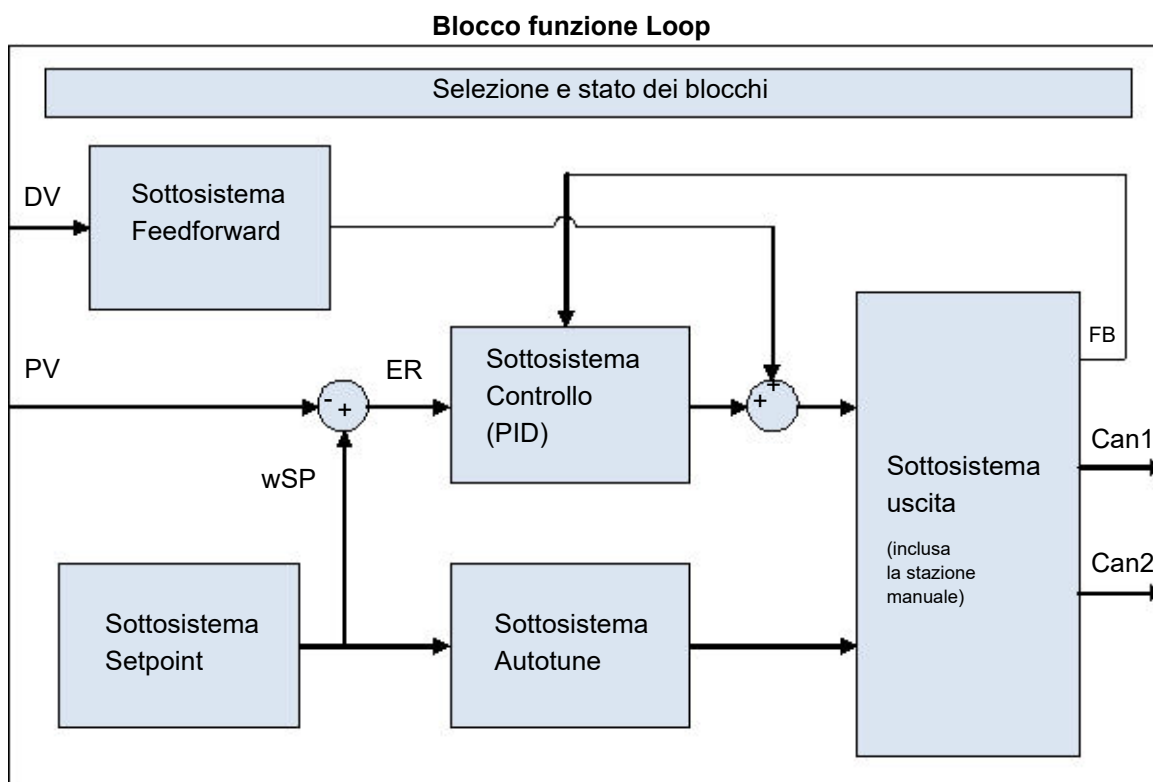 Blocco funzione Loop
Selezione e stato dei blocchi
DV
Sottosistema
Feedforward
FB
PV
ER
Sottosistema
Controllo
(PID)
-
+
+
+
wSP
Can1
Sottosistema
uscita
(inclusa
la stazione
manuale)
Can2
Sottosistema
Setpoint
Sottosistema
Autotune